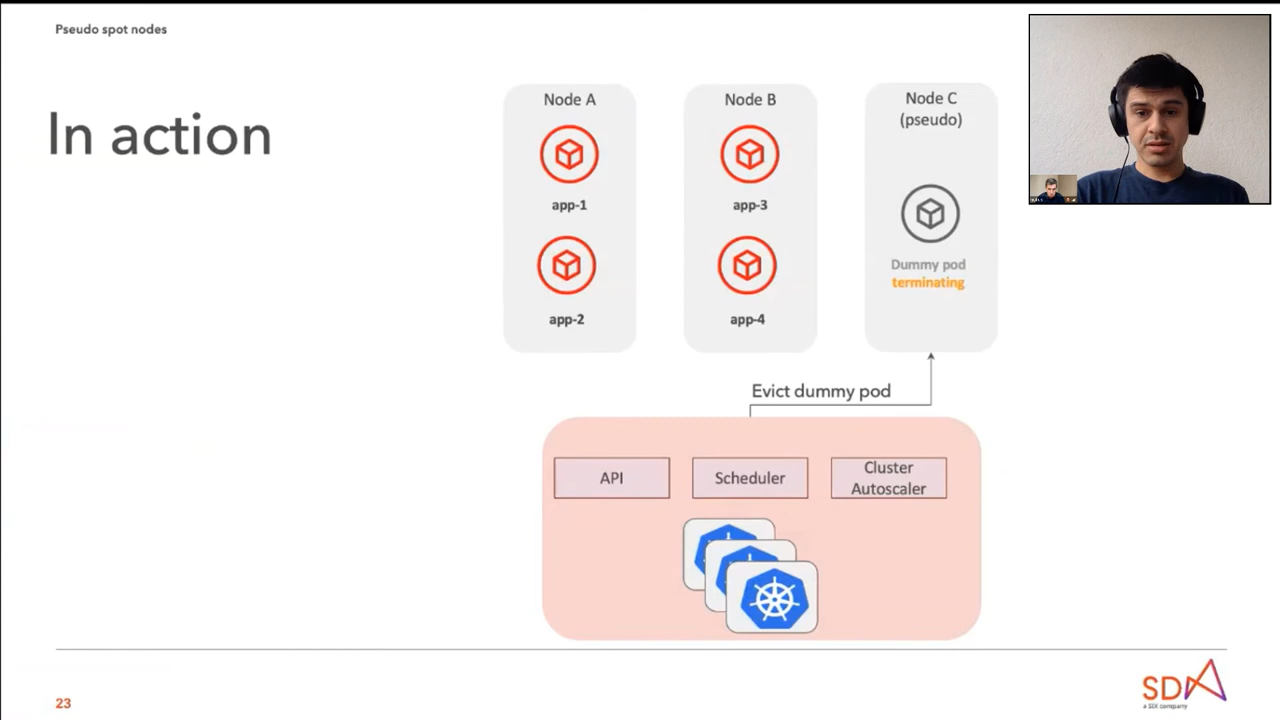 Pseudo spot nodes
In action
Node A
app-1
app-2
Node B
app-3
app-4
Node C
(pseudo)
Dummy pod
terminating
Evict dummy pod
API
Scheduler
Cluster
Autoscaler
23
SDA
a SIX company